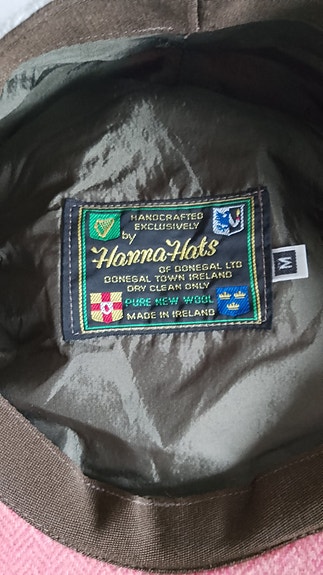 HANDCRAFTED
EXCLUSIVELY
by
Hanna Hats
OF DONEGAL LTD
DONEGAL TOWN IRELAND
DRY CLEAN ONLY
PURE NEW WOOL
MADE IN IRELAND
M